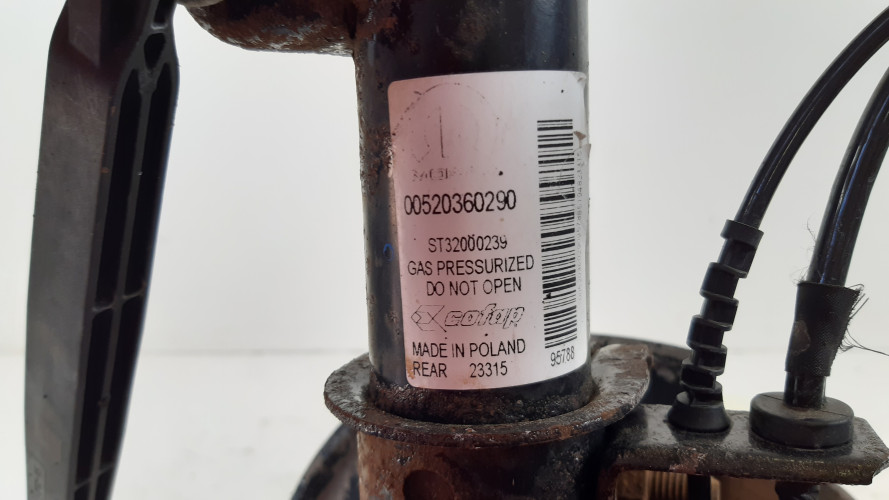 00520360290
ST32000239
GAS PRESSURIZED
DO NOT OPEN
cofap
MADE IN POLAND
REAR 23315
95788